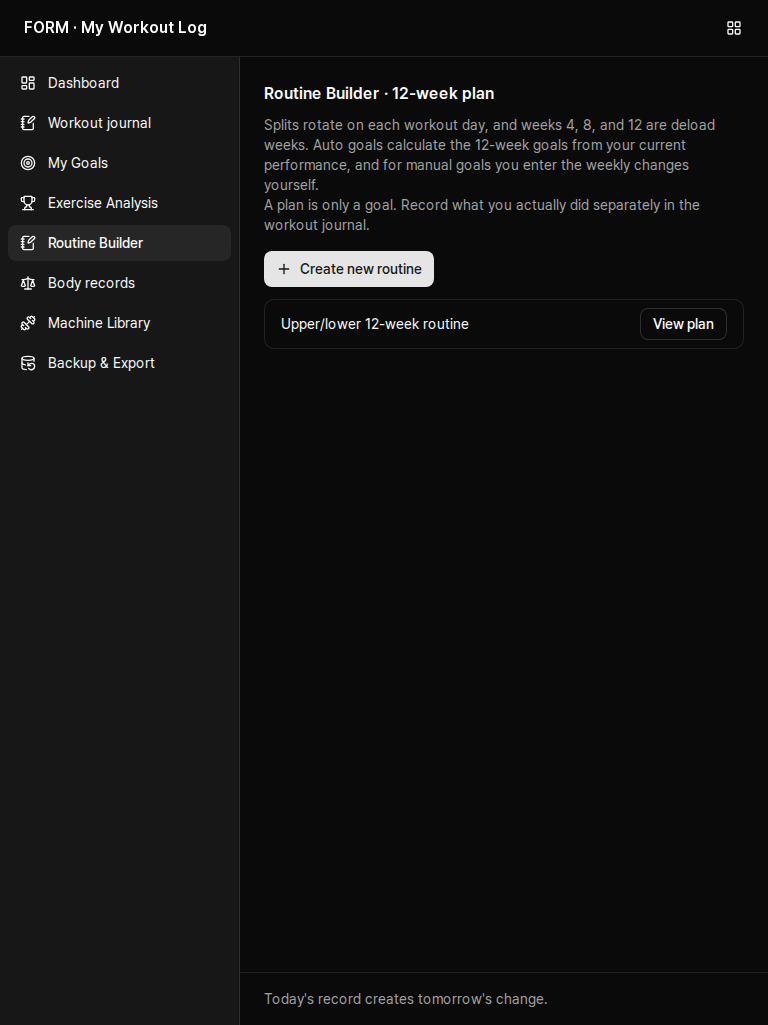 FORM · My Workout Log
Dashboard
Workout journal
My Goals
Exercise Analysis
Routine Builder
Body records
Machine Library
Backup & Export
Routine Builder · 12-week plan
Splits rotate on each workout day, and weeks 4, 8, and 12 are deload
weeks. Auto goals calculate the 12-week goals from your current
performance, and for manual goals you enter the weekly changes
yourself.
A plan is only a goal. Record what you actually did separately in the
workout journal.
Create new routine
Upper/lower 12-week routine
View plan
Today's record creates tomorrow's change.